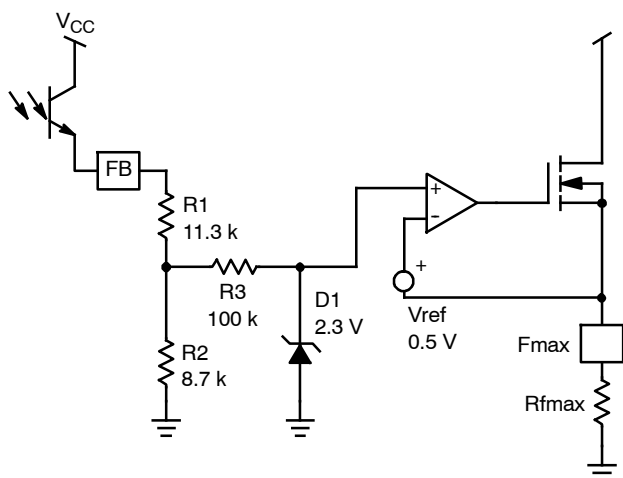 VCC
FB
R1
11.3 k
R3
100 k
R2
8.7 k
D1
2.3 V
+
-
+
Vref
0.5 V
Fmax
Rfmax